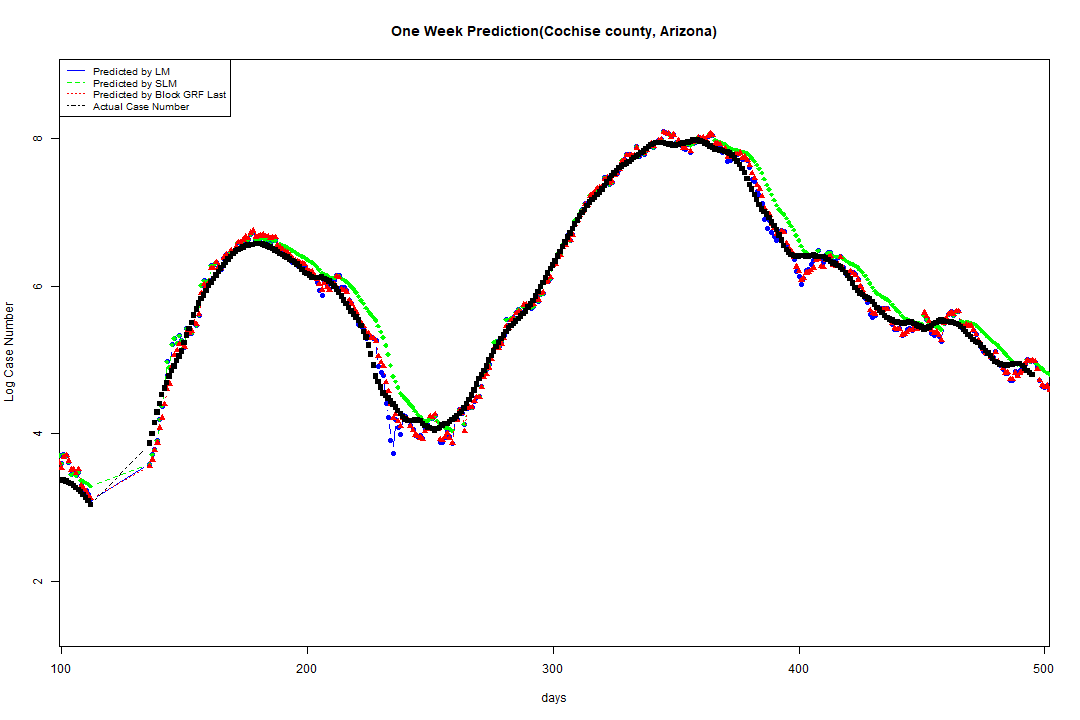 One Week Prediction(Cochise county, Arizona)
Predicted by LM
Predicted by SLM
Predicted by Block GRF Last
Actual Case Number
8
6
4
2
Log Case Number
100 200 300 400 500
days